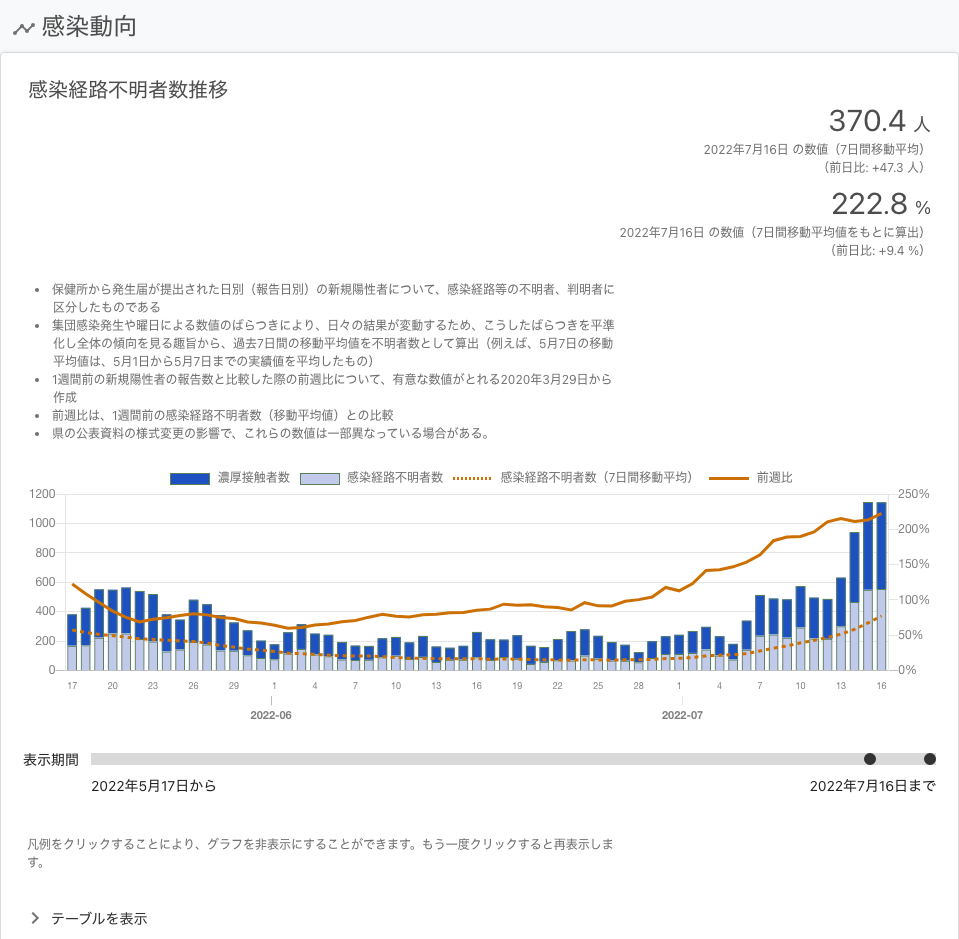 感染動向
感染経路不明者数推移
370.4 人
2022年7月16日 の数値（7日間移動平均）
（前日比: +47.3 人）
222.8 %
2022年7月16日 の数値（7日間移動平均値をもとに算出）
（前日比: +9.4 %）
• 保健所から発生届が提出された日別（報告日別）の新規陽性者について、感染経路等の不明者、判明者に
区分したものである
• 集団感染発生や曜日による数値のばらつきにより、日々の結果が変動するため、こうしたばらつきを平準
化し全体の傾向を見る趣旨から、過去7日間の移動平均値を不明者数として算出（例えば、5月7日の移動
平均値は、5月1日から5月7日までの実績値を平均したもの）
• 1週間前の新規陽性者の報告数と比較した際の前週比について、有意な数値がとれる2020年3月29日から
作成
• 前週比は、1週間前の感染経路不明者数（移動平均値）との比較
• 県の公表資料の様式変更の影響で、これらの数値は一部異なっている場合がある。
濃厚接触者数 感染経路不明者数 感染経路不明者数（7日間移動平均） 前週比
1200 250%
1000 200%
800 150%
600 100%
400 50%
200 0%
0
17 20 23 26 29 1 4 7 10 13 16 19 22 25 28 1 4 7 10 13 16
2022-06 2022-07
表示期間
2022年5月17日から 2022年7月16日まで
凡例をクリックすることにより、グラフを非表示にすることができます。もう一度クリックすると再表示しま
す。
テーブルを表示